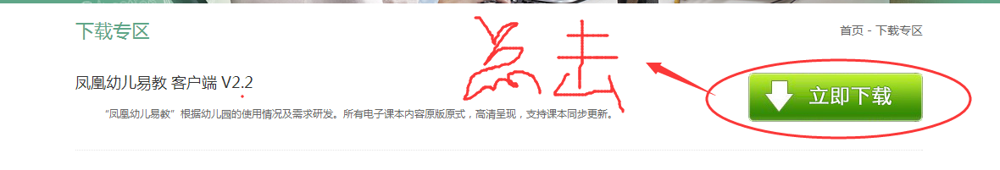 下载专区
首页 - 下载专区
点击
凤凰幼儿易教 客户端 V2.2
立即下载
“凤凰幼儿易教”根据幼儿园的使用情况及需求研发。所有电子课本内容原版原式，高清呈现，支持课本同步更新。